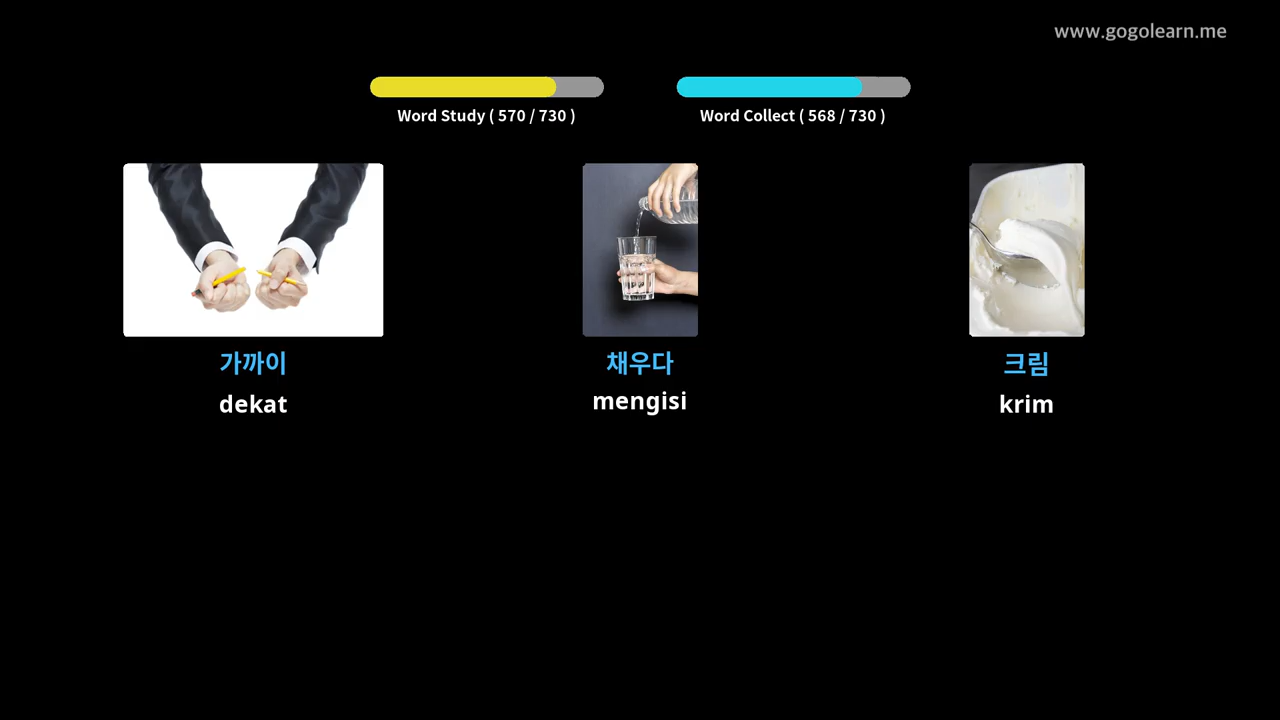 www.gogolearn.me
Word Study ( 570 / 730 )
Word Collect ( 568 / 730 )
가까이
채우다
크림
dekat
mengisi
krim